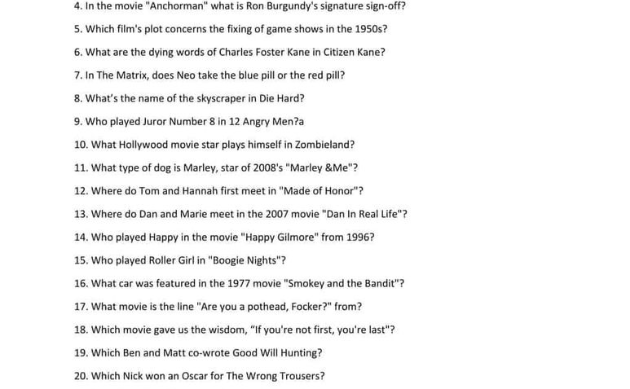 4. In the movie "Anchorman" what is Ron Burgundy's signature sign-off?
5. Which film's plot concerns the fixing of game shows in the 1950s?
6. What are the dying words of Charles Foster Kane in Citizen Kane?
7. In The Matrix, does Neo take the blue pill or the red pill?
8. What's the name of the skyscraper in Die Hard?
9. Who played Juror Number 8 in 12 Angry Men?a
10. What Hollywood movie star plays himself in Zombieland?
11. What type of dog is Marley, star of 2008's "Marley &Me"?
12. Where do Tom and Hannah first meet in "Made of Honor"?
13. Where do Dan and Marie meet in the 2007 movie "Dan In Real Life"?
14. Who played Happy in the movie "Happy Gilmore" from 1996?
15. Who played Roller Girl in "Boogie Nights"?
16. What car was featured in the 1977 movie "Smokey and the Bandit"?
17. What movie is the line "Are you a pothead, Focker?" from?
18. Which movie gave us the wisdom, "If you're not first, you're last"?
19. Which Ben and Matt co-wrote Good Will Hunting?
20. Which Nick won an Oscar for The Wrong Trousers?